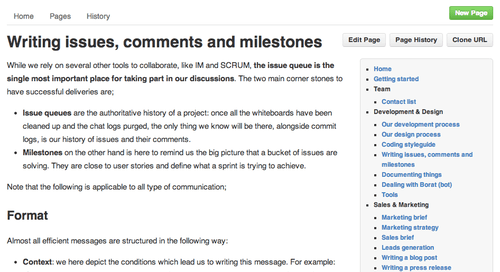 Home Pages History
New Page
Writing issues, comments and milestones
Edit Page Page History Clone URL
While we rely on several other tools to collaborate, like IM and SCRUM, the issue queue is the
single most important place for taking part in our discussions. The two main corner stones to
have successful deliveries are;
Issue queues are the authoritative history of a project: once all the whiteboards have
been cleaned up and the chat logs purged, the only thing we know will be there, alongside commit
logs, is our history of issues and their comments.
Milestones on the other hand is here to remind us the big picture that a bucket of issues are
solving. They are close to user stories and define what a sprint is trying to achieve.
Note that the following is applicable to all type of communication;
Format
Almost all efficient messages are structured in the following way:
Context: we here depict the conditions which lead us to writing this message. For example:
Home
Getting started
Team
Contact list
Development & Design
Our development process
Our design process
Coding styleguide
Writing issues, comments and
milestones
Documenting things
Dealing with Borat (bot)
Tools
Sales & Marketing
Marketing brief
Marketing strategy
Sales brief
Leads generation
Writing a blog post
Writing a press release